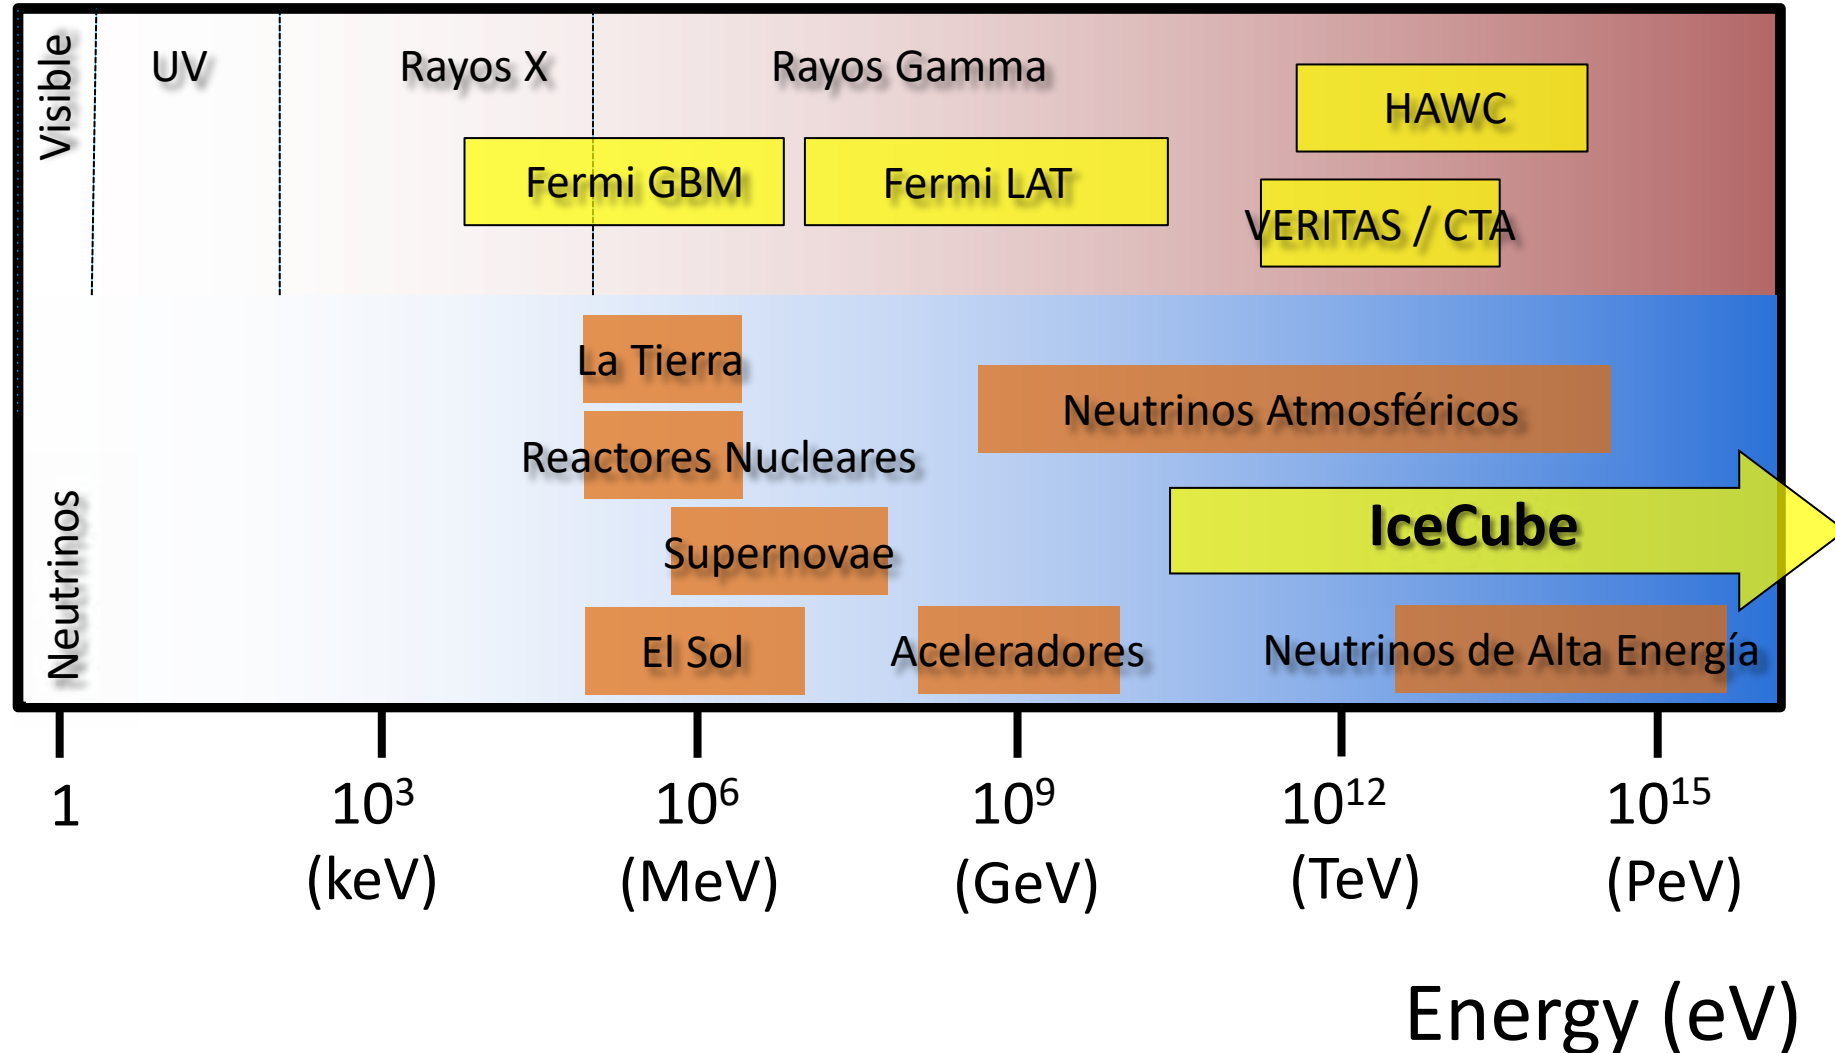 Visible
UV
Rayos X
Rayos Gamma
HAWC
Fermi GBM
Fermi LAT
VERITAS / CTA
Neutrinos
La Tierra
Neutrinos Atmosféricos
Reactores Nucleares
IceCube
Supernovae
El Sol
Aceleradores
Neutrinos de Alta Energía
1
10³
10⁶
10⁹
10¹²
10¹⁵
(keV)
(MeV)
(GeV)
(TeV)
(PeV)
Energy (eV)